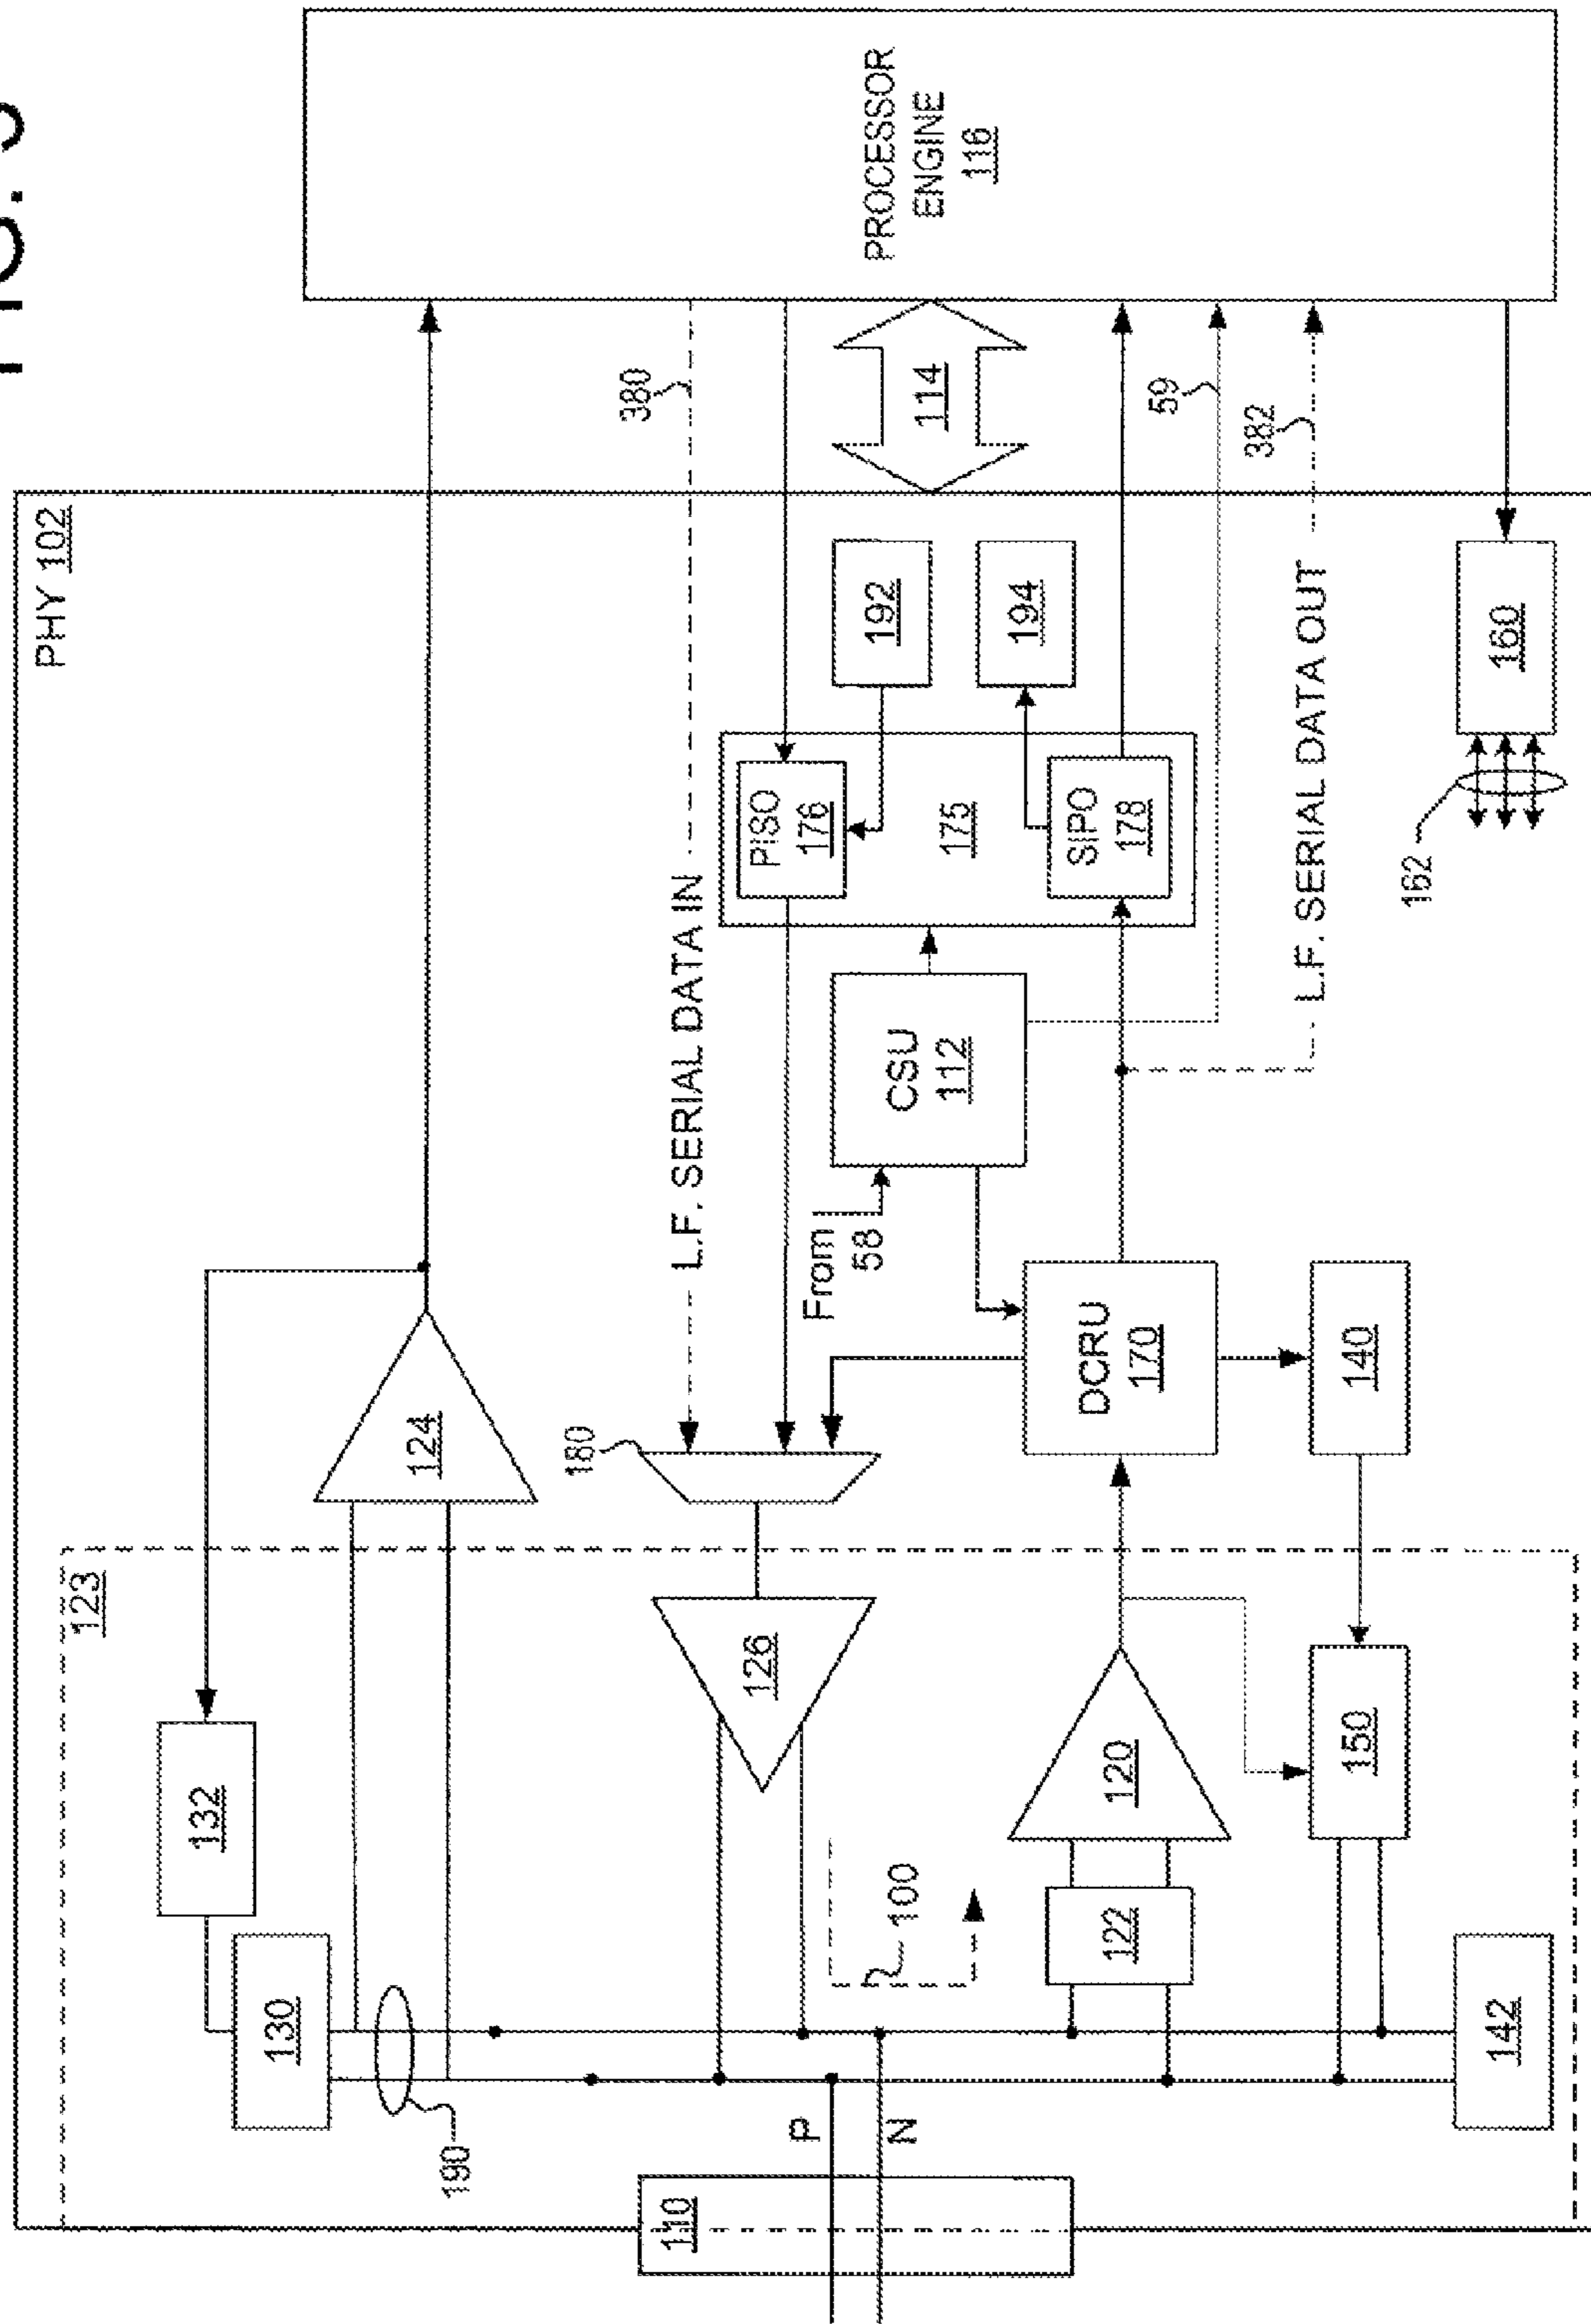 PHY 102
123
132
130
190
124
PROCESSOR
ENGINE
116
126
180
L.F. SERIAL DATA IN
380
P
N
110
100
From
58
CSU
112
PISO
176
175
SIPO
178
192
194
114
59
382
122
120
DCRU
170
140
150
142
L.F. SERIAL DATA OUT
160
162